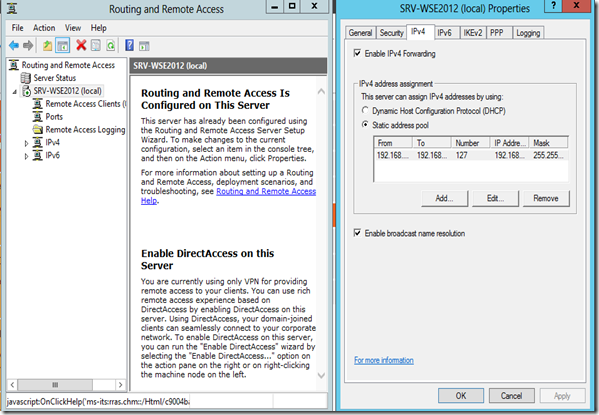 Routing and Remote Access
File Action View Help
Routing and Remote Access
Server Status
SRV-WSE2012 (local)
Remote Access Clients (
Ports
Remote Access Logging
IPv4
IPv6
SRV-WSE2012 (local)
Routing and Remote Access Is
Configured on This Server
This server has already been configured using
the Routing and Remote Access Server Setup
Wizard. To make changes to the current
configuration, select an item in the console tree,
and then on the Action menu, click Properties.
For more information about setting up a Routing
and Remote Access, deployment scenarios, and
troubleshooting, see Routing and Remote Access
Help.
Enable DirectAccess on this
Server
You are currently using only VPN for providing
remote access to your clients. You can use rich
remote access experience based on
DirectAccess by enabling DirectAccess on this
server. Using DirectAccess, your domain-joined
clients can seamlessly connect to your corporate
network. To enable DirectAccess on this server,
you can run the "Enable DirectAccess" wizard by
selecting the "Enable DirectAccess..." option on
the action pane on the right or on right-clicking
the machine node on the left.
javascript:OnClickHelp('ms-its:rras.chm::/Html/c9004b
SRV-WSE2012 (local) Properties
General Security IPv4 IPv6 IKEv2 PPP Logging
Enable IPv4 Forwarding
IPv4 address assignment
This server can assign IPv4 addresses by using:
Dynamic Host Configuration Protocol (DHCP)
Static address pool
From To Number IP Addre... Mask
192.168.... 192.168.... 127 192.168... 255.255...
Add... Edit... Remove
Enable broadcast name resolution
For more information
OK Cancel Apply